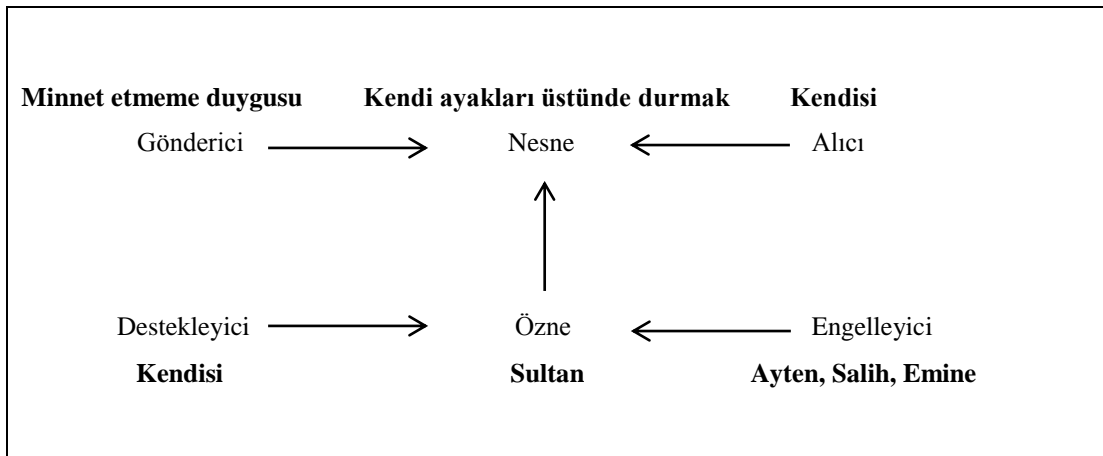 Minnet etmeme duygusu Kendi ayakları üstünde durmak Kendisi
Gönderici Nesne Alıcı
Destekleyici Özne Engelleyici
Kendisi Sultan Ayten, Salih, Emine